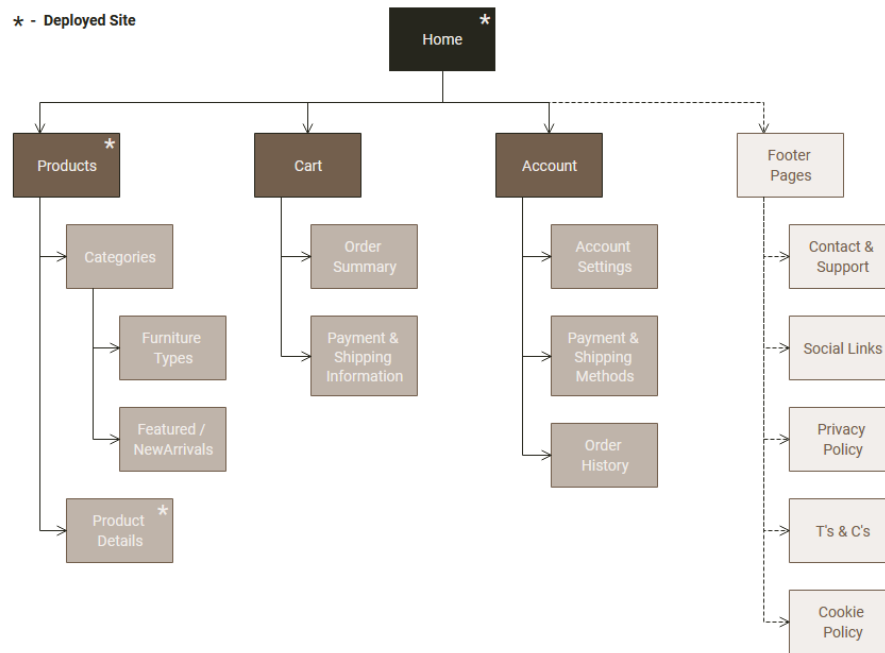 * - Deployed Site
Home
*
Products
*
Cart
Account
Footer
Pages
Categories
Order
Summary
Account
Settings
Contact &
Support
Furniture
Types
Payment &
Shipping
Information
Payment &
Shipping
Methods
Social Links
Featured /
NewArrivals
Order
History
Privacy
Policy
Product
Details
*
T's & C's
Cookie
Policy